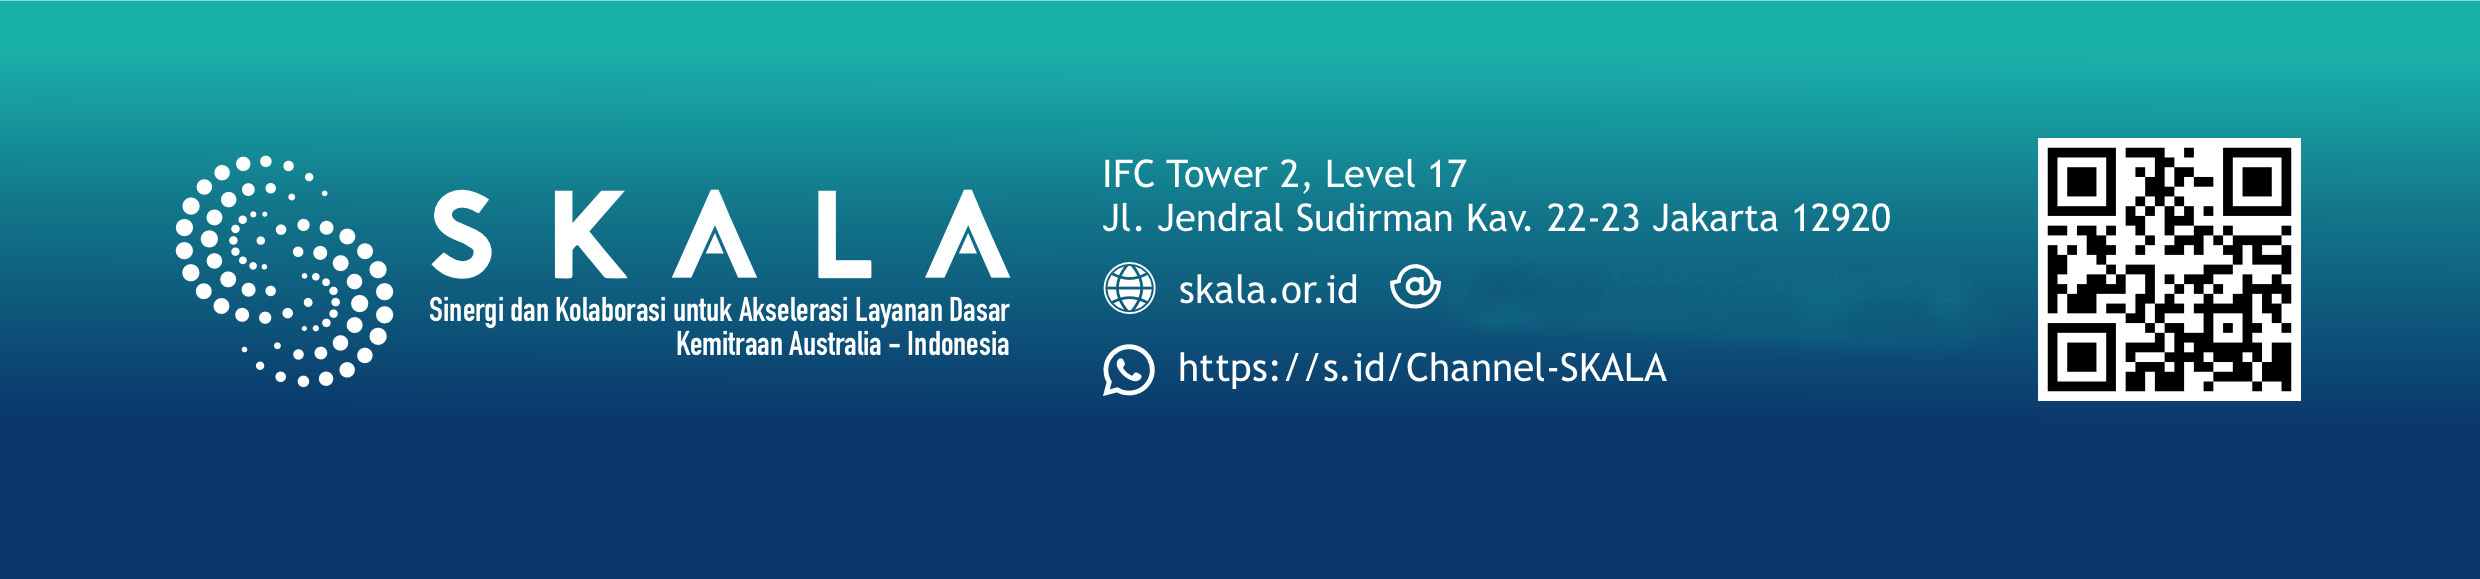 SKALA
Sinergi dan Kolaborasi untuk Akselerasi Layanan Dasar
Kemitraan Australia – Indonesia
IFC Tower 2, Level 17
Jl. Jendral Sudirman Kav. 22-23 Jakarta 12920
skala.or.id
https://s.id/Channel-SKALA